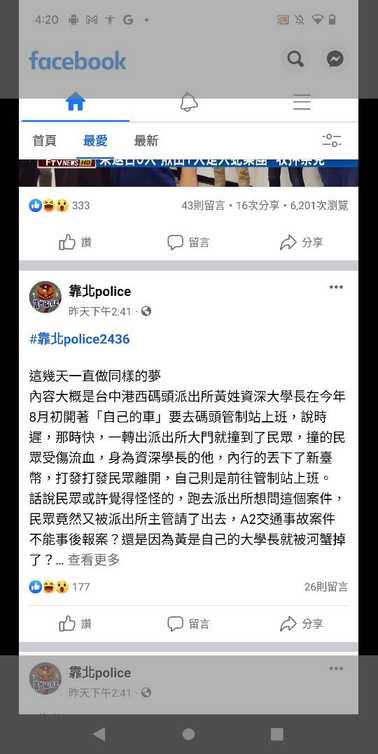 4:20
facebook
首頁 最愛 最新
FTV NEWS HD
333 43則留言・16次分享・6,201次瀏覽
讚 留言 分享
靠北police
昨天下午2:41・
#靠北police2436
這幾天一直做同樣的夢
內容大概是台中港西碼頭派出所黃姓資深大學長在今年
8月初開著「自己的車」要去碼頭管制站上班，說時
遲，那時快，一轉出派出所大門就撞到了民眾，撞的民
眾受傷流血，身為資深學長的他，內行的丟下了新臺
幣，打發打發民眾離開，自己則是前往管制站上班。
話說民眾或許覺得怪怪的，跑去派出所想問這個案件，
民眾竟然又被派出所主管請了出去，A2交通事故案件
不能事後報案？還是因為黃是自己的大學長就被河蟹掉
了？... 查看更多
177 26則留言
讚 留言 分享
靠北police
昨天下午2:41・